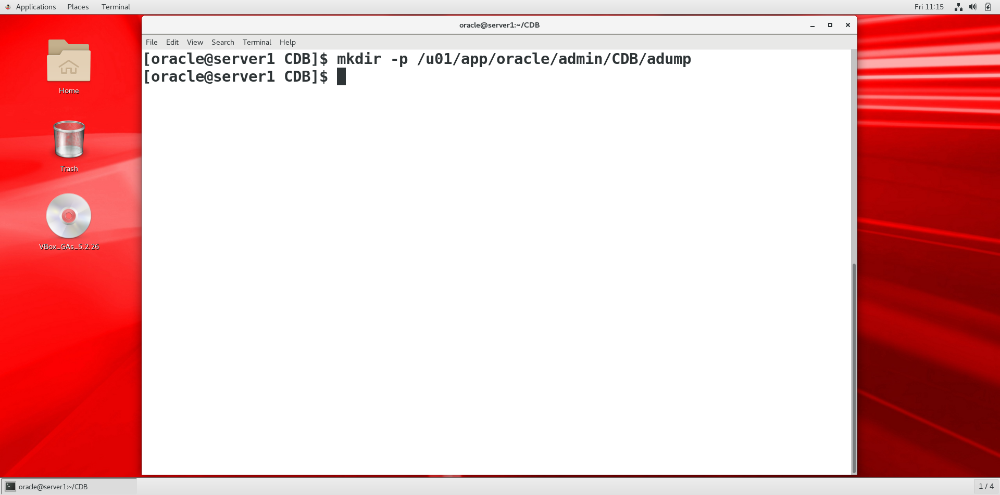 Applications Places Terminal Fri 11:15
oracle@server1:~/CDB
File Edit View Search Terminal Help
[oracle@server1 CDB]$ mkdir -p /u01/app/oracle/admin/CDB/adump
[oracle@server1 CDB]$
Home
Trash
VBox_GAs_5.2.26
oracle@server1:~/CDB 1 / 4